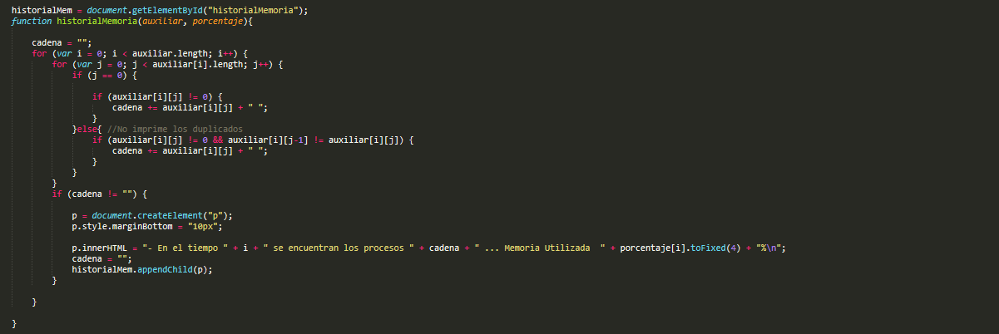 historialMem = document.getElementById("historialMemoria");
function historialMemoria(auxiliar, porcentaje){
cadena = "";
for (var i = 0; i < auxiliar.length; i++) {
for (var j = 0; j < auxiliar[i].length; j++) {
if (j == 0) {
if (auxiliar[i][j] != 0) {
cadena += auxiliar[i][j] + " ";
}
}else{ //No imprime los duplicados
if (auxiliar[i][j] != 0 && auxiliar[i][j-1] != auxiliar[i][j]) {
cadena += auxiliar[i][j] + " ";
}
}
}
if (cadena != "") {
p = document.createElement("p");
p.style.marginBottom = "10px";
p.innerHTML = "- En el tiempo " + i + " se encuentran los procesos " + cadena + " ... Memoria Utilizada  " + porcentaje[i].toFixed(4) + "%\n";
cadena = "";
historialMem.appendChild(p);
}
}
}